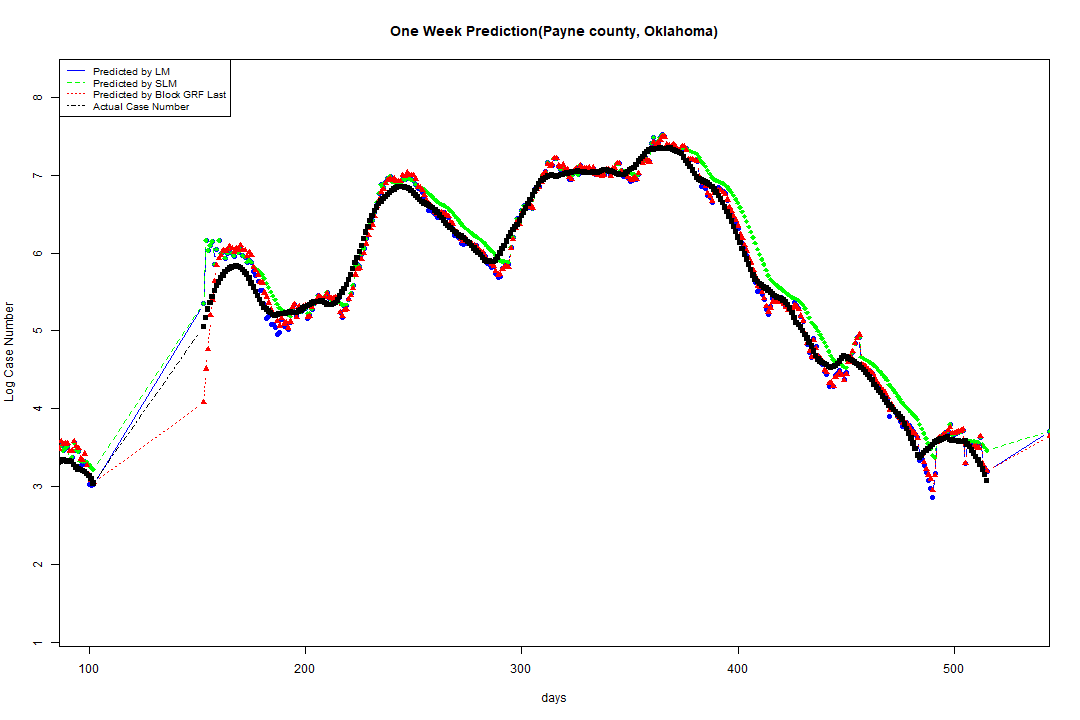 One Week Prediction(Payne county, Oklahoma)
Predicted by LM
Predicted by SLM
Predicted by Block GRF Last
Actual Case Number
8
7
6
5
4
3
2
1
Log Case Number
100 200 300 400 500
days